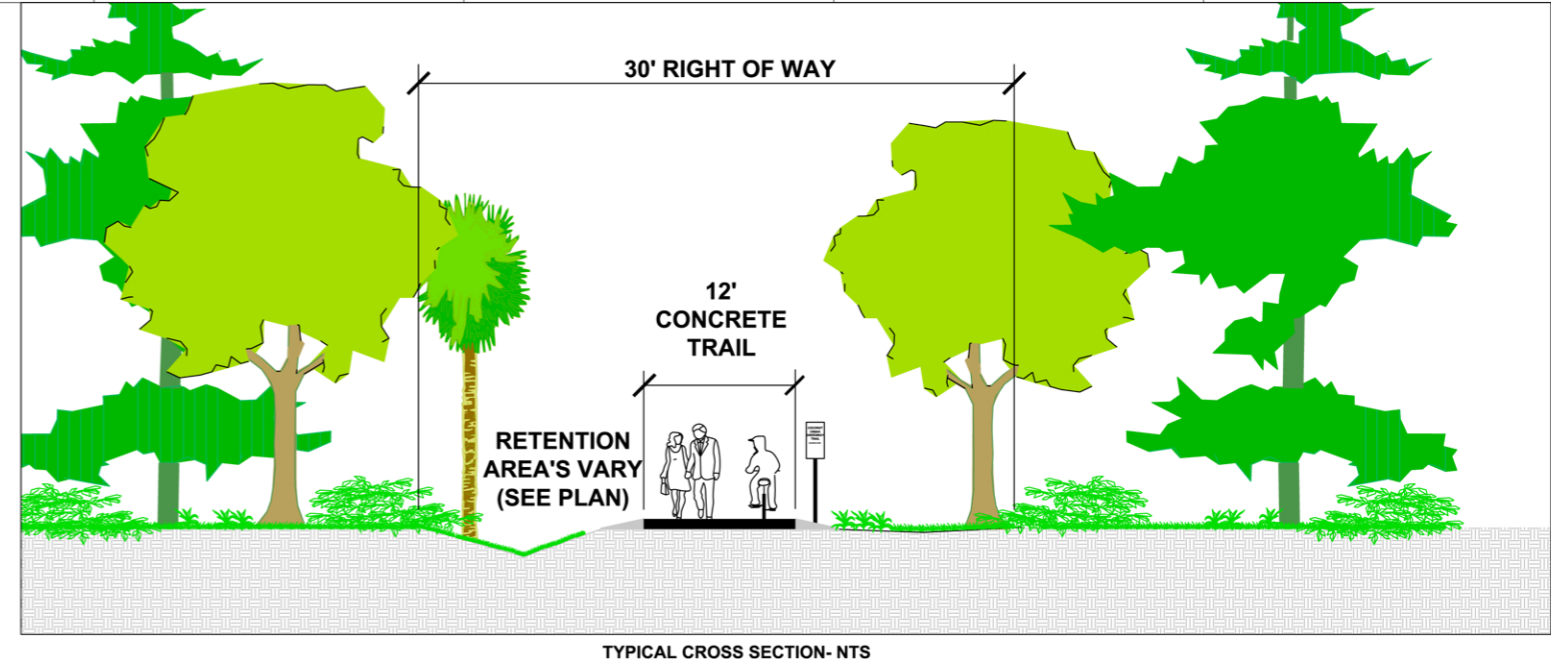 30' RIGHT OF WAY
12'
CONCRETE
TRAIL
RETENTION
AREA'S VARY
(SEE PLAN)
TYPICAL CROSS SECTION- NTS